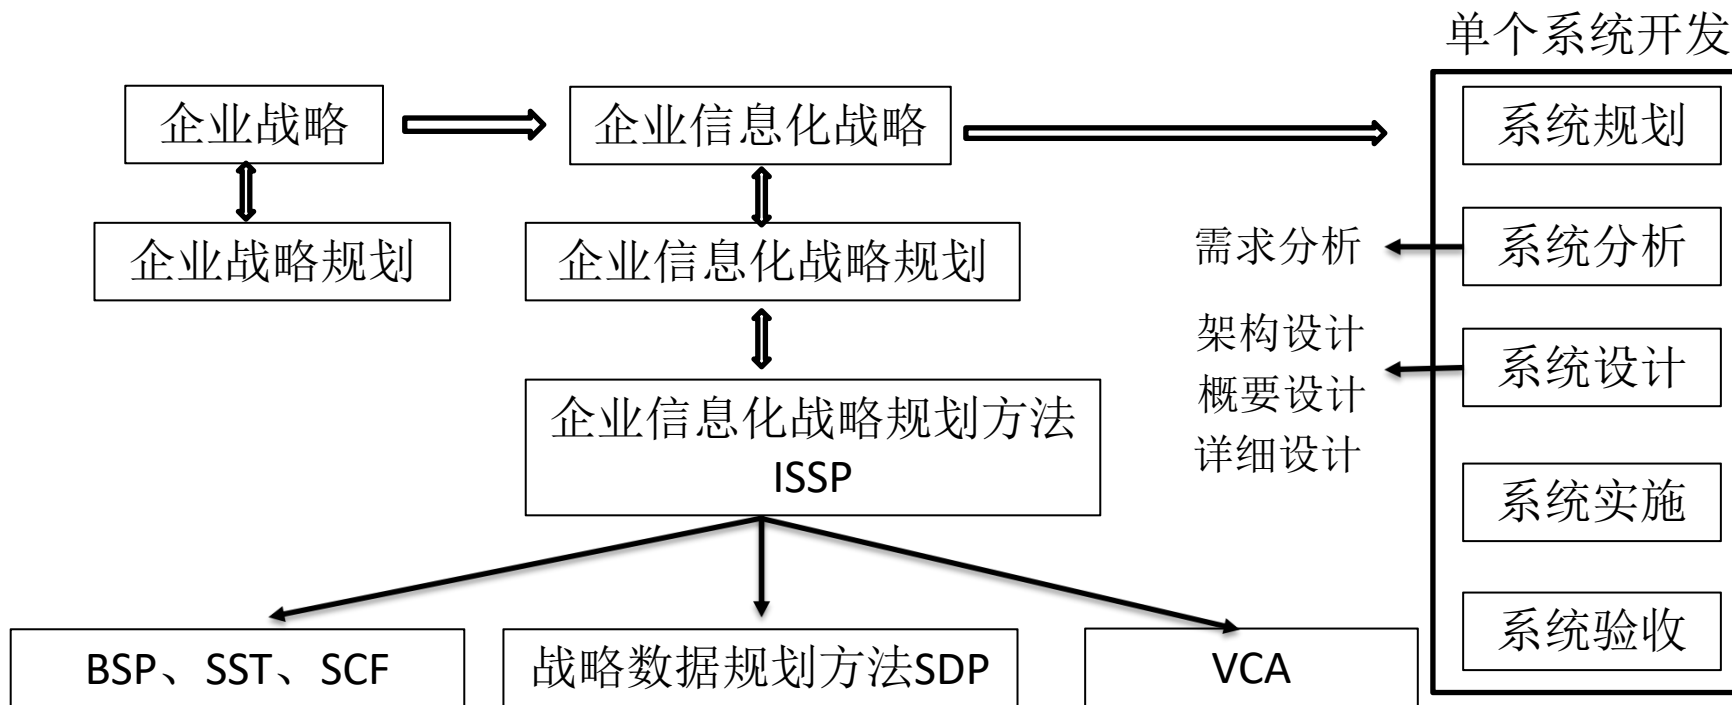 单个系统开发
企业战略
企业信息化战略
系统规划
企业战略规划
企业信息化战略规划
需求分析
系统分析
架构设计
概要设计
详细设计
系统设计
企业信息化战略规划方法
ISSP
系统实施
系统验收
BSP、SST、SCF
战略数据规划方法SDP
VCA